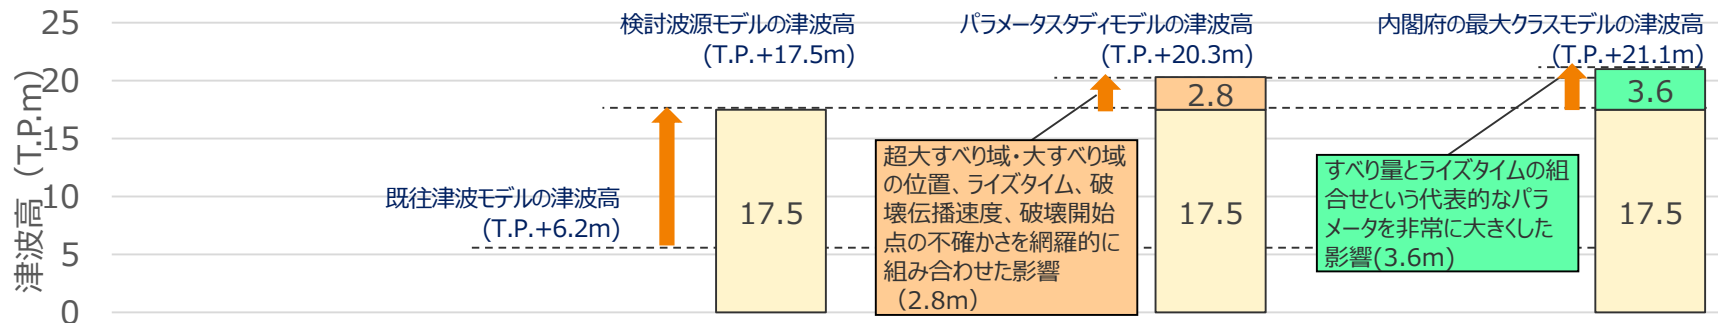 津波高（T.P.m）
25
20
15
10
5
0
検討波源モデルの津波高
(T.P.+17.5m)
パラメータスタディモデルの津波高
(T.P.+20.3m)
内閣府の最大クラスモデルの津波高
(T.P.+21.1m)
既往津波モデルの津波高
(T.P.+6.2m)
17.5
2.8
17.5
3.6
17.5
超大すべり域・大すべり域
の位置、ライズタイム、破
壊伝播速度、破壊開始
点の不確かさを網羅的に
組み合わせた影響
（2.8m）
すべり量とライズタイムの組
合せという代表的なパラ
メータを非常に大きくした
影響(3.6m)